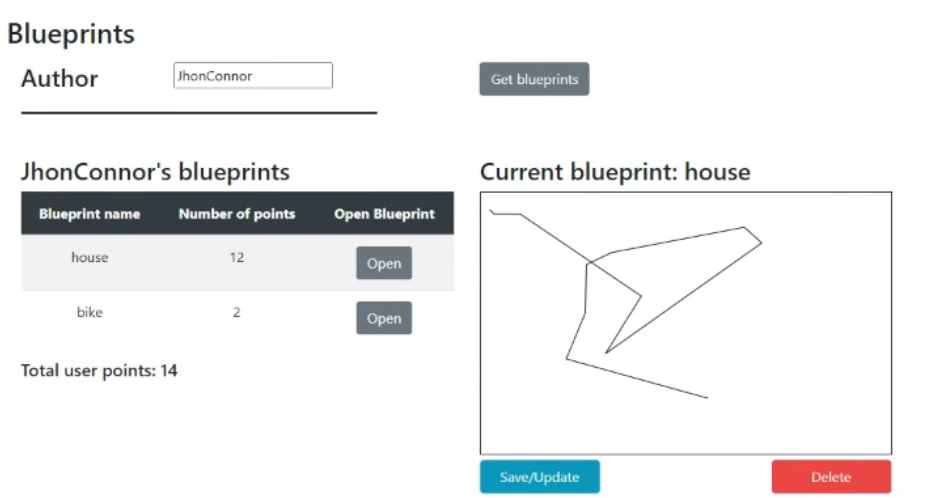 Blueprints
Author JhonConnor Get blueprints
JhonConnor's blueprints
Blueprint name Number of points Open Blueprint
house 12 Open
bike 2 Open
Total user points: 14
Current blueprint: house
Save/Update Delete